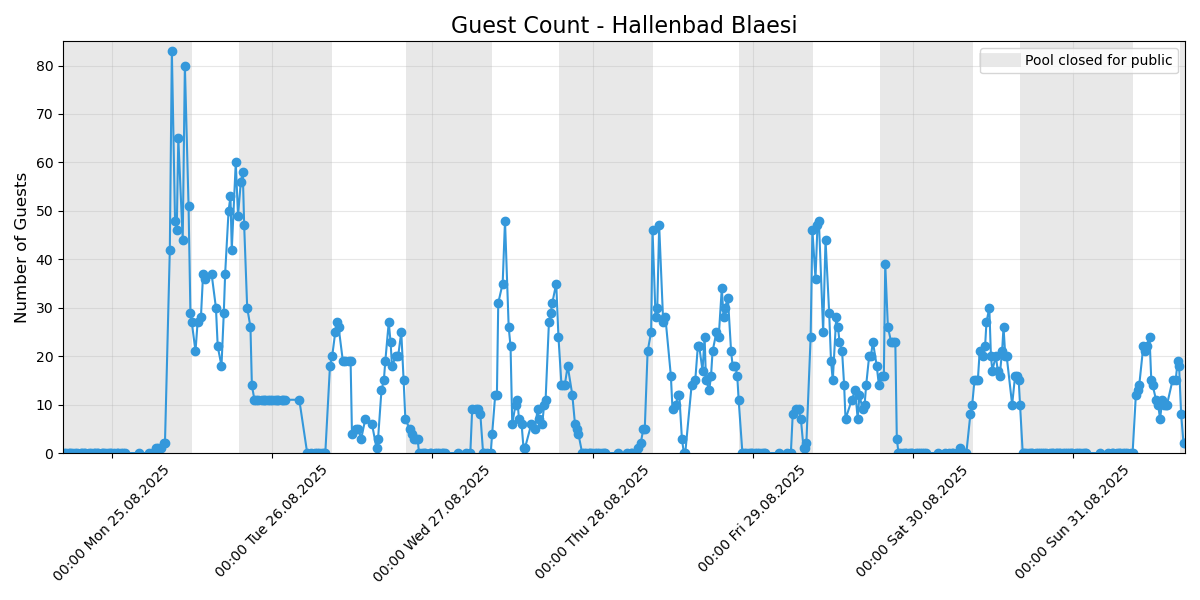 Guest Count - Hallenbad Blaesi
Pool closed for public
Number of Guests
80
70
60
50
40
30
20
10
0
00:00 Mon 25.08.2025
00:00 Tue 26.08.2025
00:00 Wed 27.08.2025
00:00 Thu 28.08.2025
00:00 Fri 29.08.2025
00:00 Sat 30.08.2025
00:00 Sun 31.08.2025